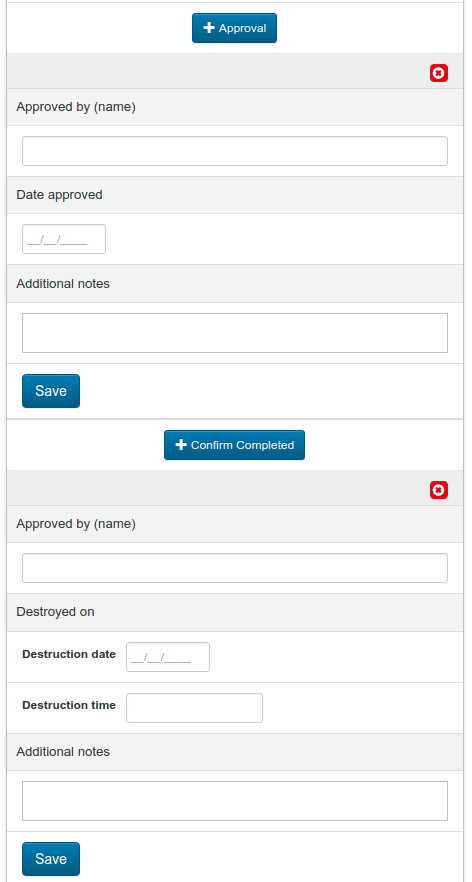 Approval
Approved by (name)
Date approved
__/__/____
Additional notes
Save
Confirm Completed
Approved by (name)
Destroyed on
Destruction date __/__/____
Destruction time
Additional notes
Save